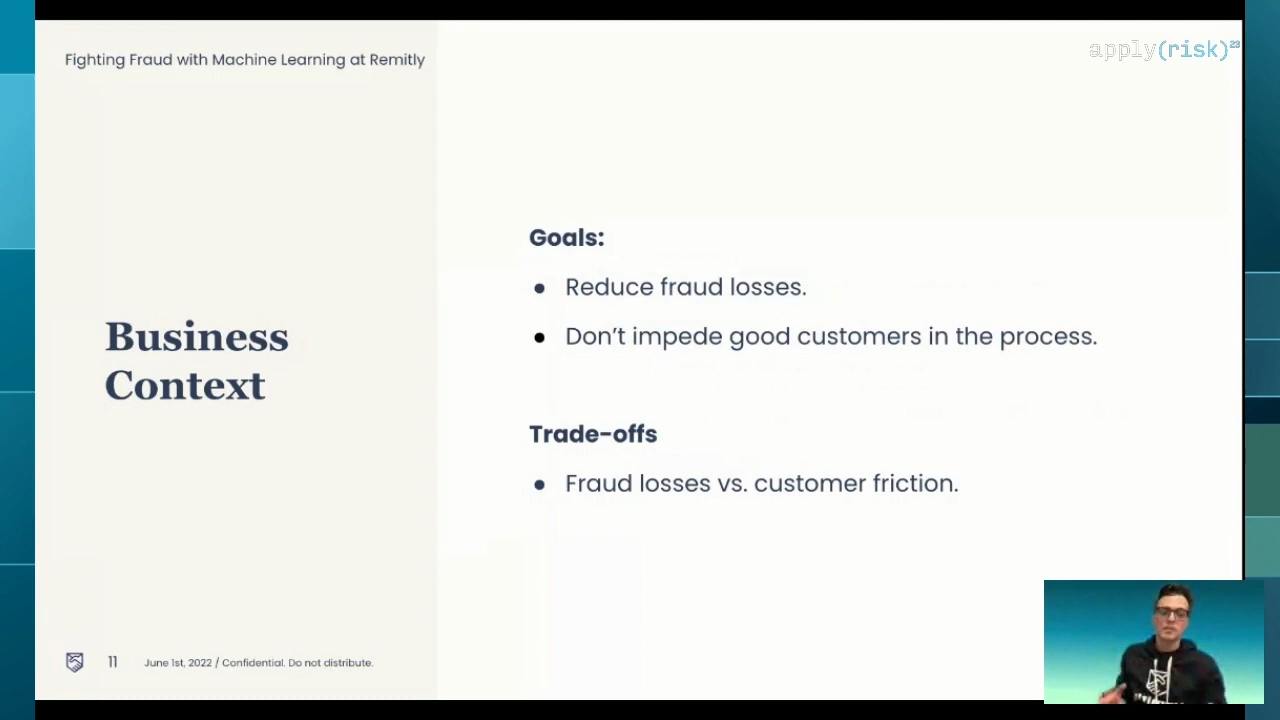 Fighting Fraud with Machine Learning at Remitly
apply(risk)²³
Goals:
● Reduce fraud losses.
● Don’t impede good customers in the process.
Business
Context
Trade-offs
● Fraud losses vs. customer friction.
11
June 1st, 2022 / Confidential. Do not distribute.